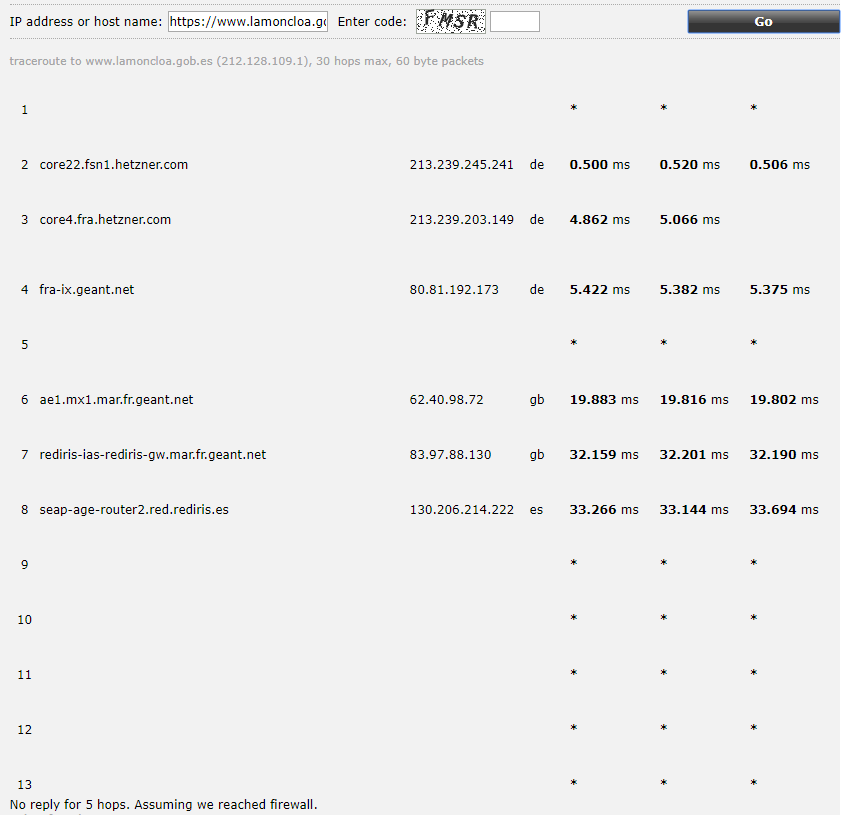 IP address or host name: https://www.lamoncloa.go Enter code: FMSR Go
traceroute to www.lamoncloa.gob.es (212.128.109.1), 30 hops max, 60 byte packets
1 * * *
2 core22.fsn1.hetzner.com 213.239.245.241 de 0.500 ms 0.520 ms 0.506 ms
3 core4.fra.hetzner.com 213.239.203.149 de 4.862 ms 5.066 ms
4 fra-ix.geant.net 80.81.192.173 de 5.422 ms 5.382 ms 5.375 ms
5 * * *
6 ae1.mx1.mar.fr.geant.net 62.40.98.72 gb 19.883 ms 19.816 ms 19.802 ms
7 rediris-ias-rediris-gw.mar.fr.geant.net 83.97.88.130 gb 32.159 ms 32.201 ms 32.190 ms
8 seap-age-router2.red.rediris.es 130.206.214.222 es 33.266 ms 33.144 ms 33.694 ms
9 * * *
10 * * *
11 * * *
12 * * *
13 * * *
No reply for 5 hops. Assuming we reached firewall.